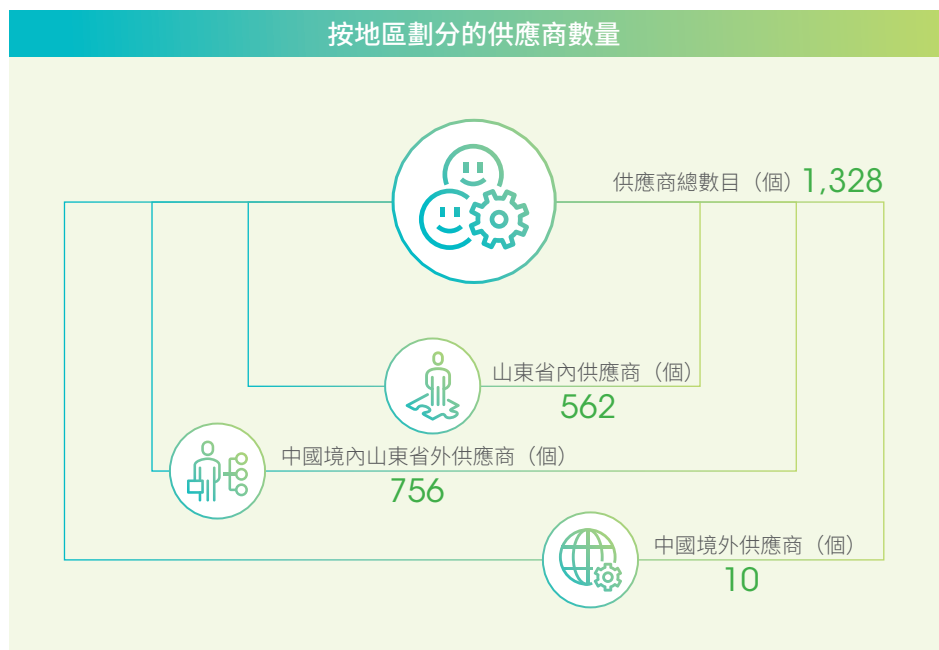 按地區劃分的供應商數量
供應商總數目（個）1,328
山東省內供應商（個）
562
中國境內山東省外供應商（個）
756
中國境外供應商（個）
10